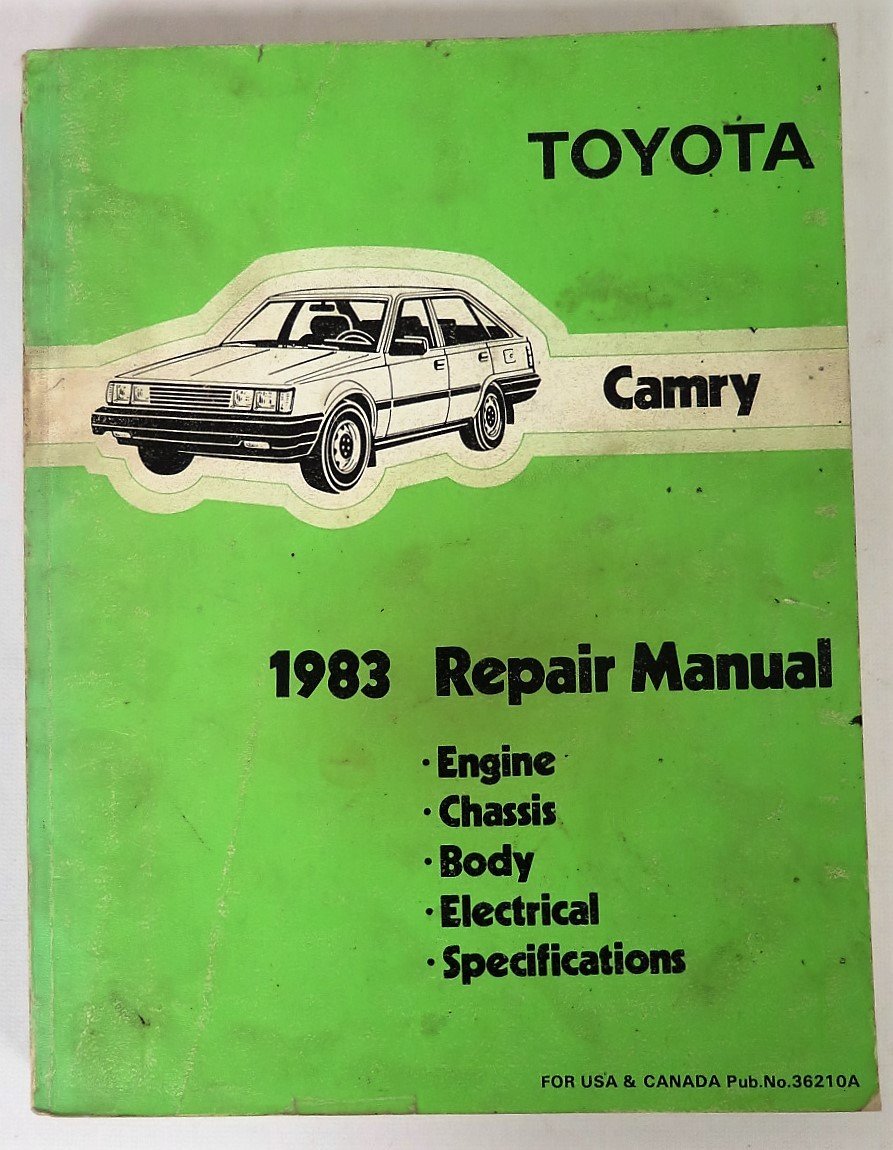 TOYOTA
Camry
1983 Repair Manual
·Engine
·Chassis
·Body
·Electrical
·Specifications
FOR USA & CANADA Pub.No.36210A